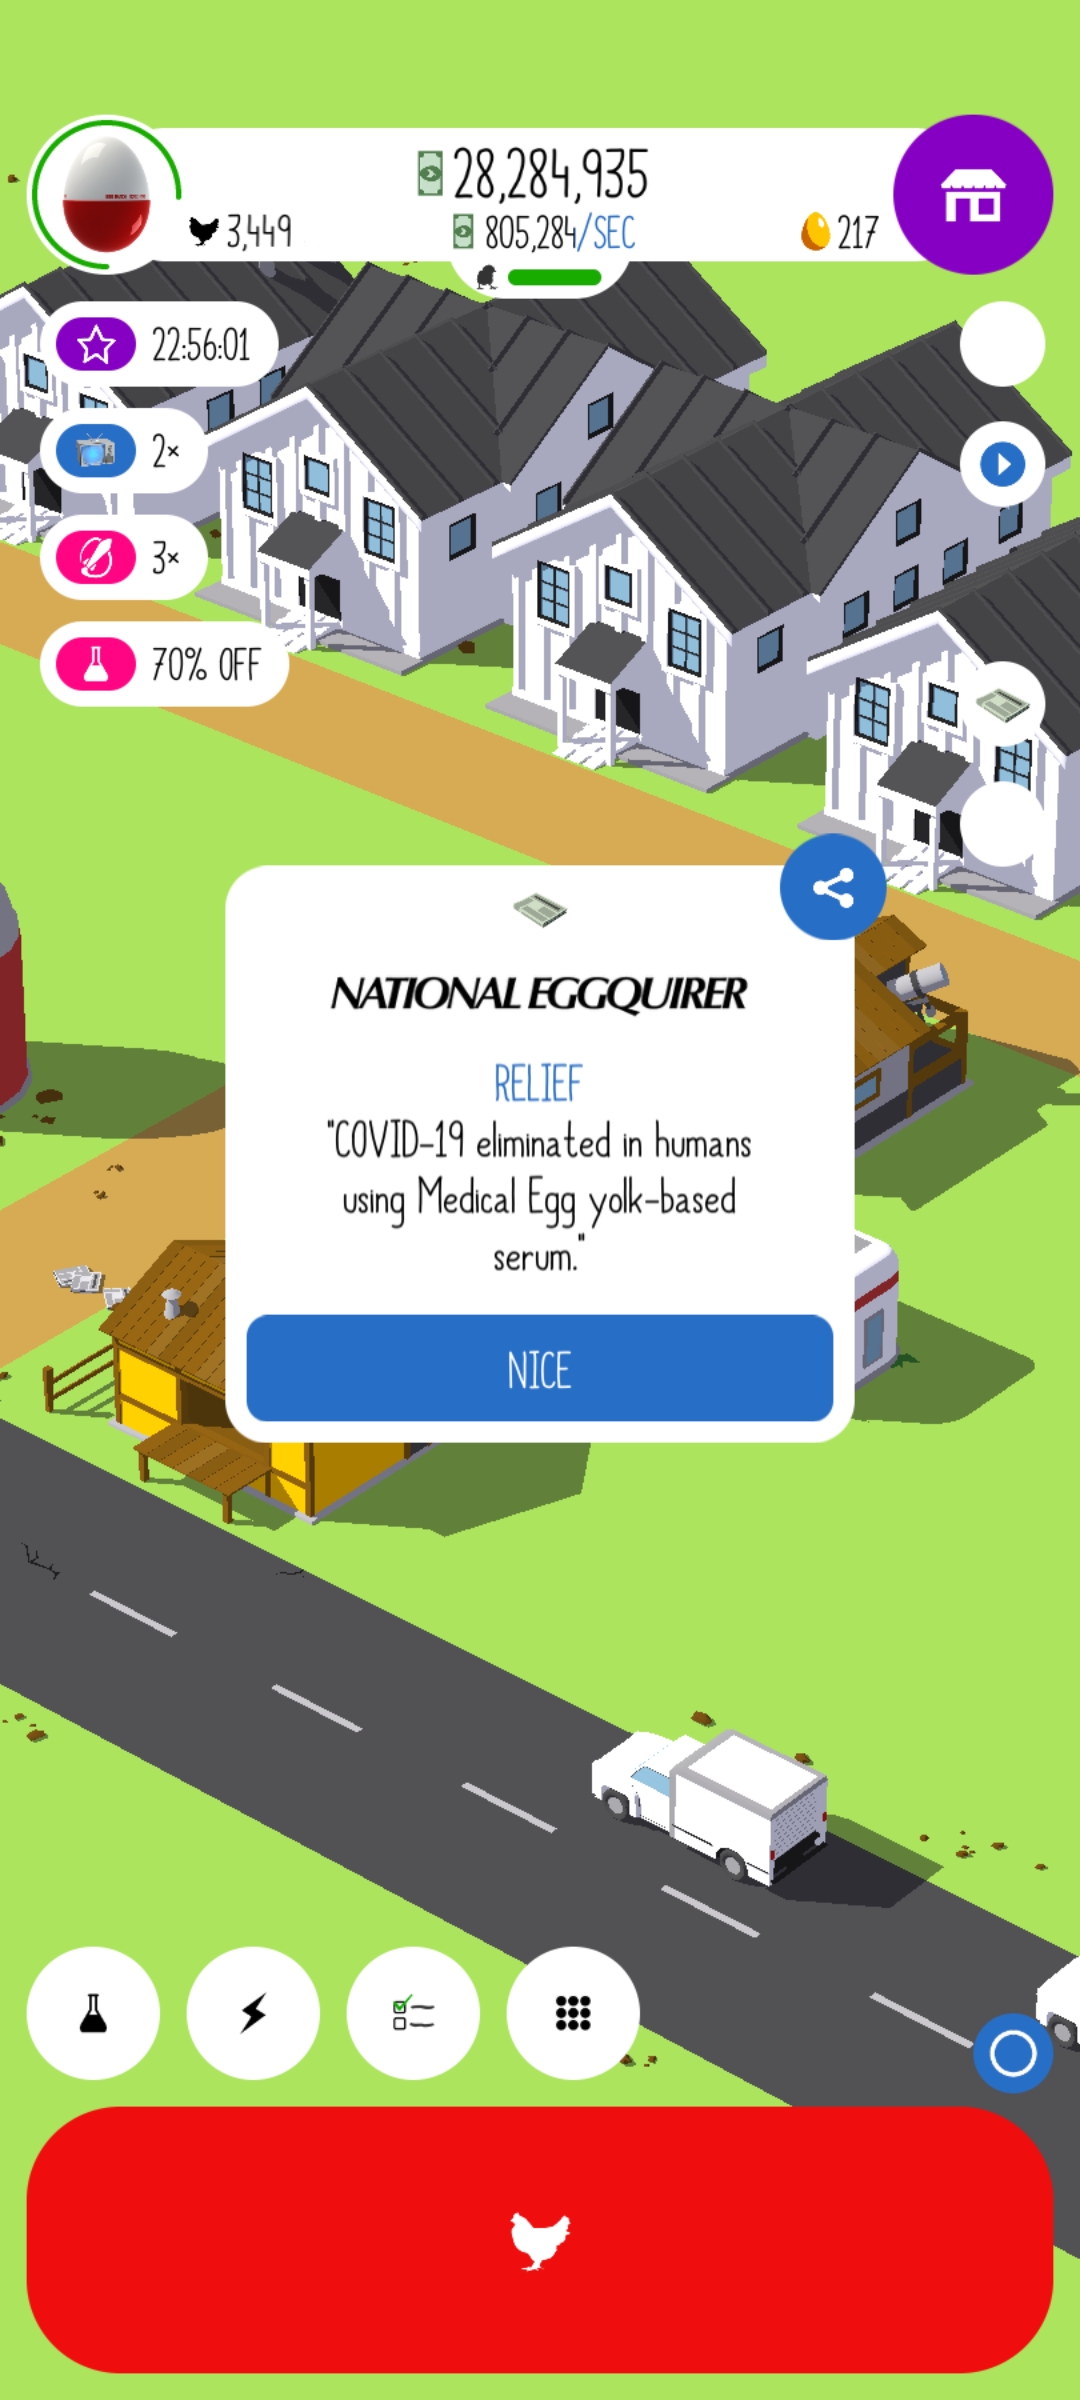 28,284,935
3,449
805,284/SEC
217
22:56:01
2×
3×
70% OFF
NATIONAL EGGQUIRER
RELIEF
"COVID-19 eliminated in humans
using Medical Egg yolk-based
serum."
NICE